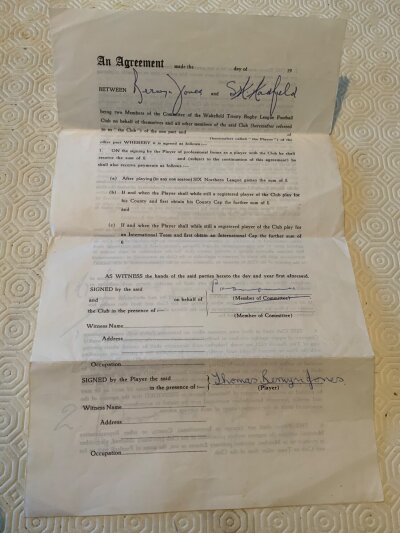 An Agreement made the day of 19
BETWEEN Berwyn Jones and S K Hadfield
being two Members of the Committee of the Wakefield Trinity Rugby League Football
Club on behalf of themselves and all other members of the said Club (hereinafter referred
to as "the Club") of the one part and of
(hereinafter called "the Player") of the
other part WHEREBY it is agreed as follows:—
1. ON the signing by the Player of professional forms as a player with the Club he shall
receive the sum of £ and (subject to the continuation of this agreement) he
shall also receive payments as follows:—
(a) After playing (in any one season) SIX Northern League games the sum of £
(b) If and when the Player shall while still a registered player of the Club play for
his County and first obtain his County Cap the further sum of £
and
(c) If and when the Player shall while still a registered player of the Club play for
an International Team and first obtain an International Cap the further sum of
£
AS WITNESS the hands of the said parties hereto the day and year first aforesaid.
SIGNED by the said
(Member of Committee)
and on behalf of
the Club in the presence of :—
(Member of Committee)
Witness Name
Address
Occupation
SIGNED by the Player the said Thomas Berwyn Jones
in the presence of :— (Player)
Witness Name
Address
Occupation